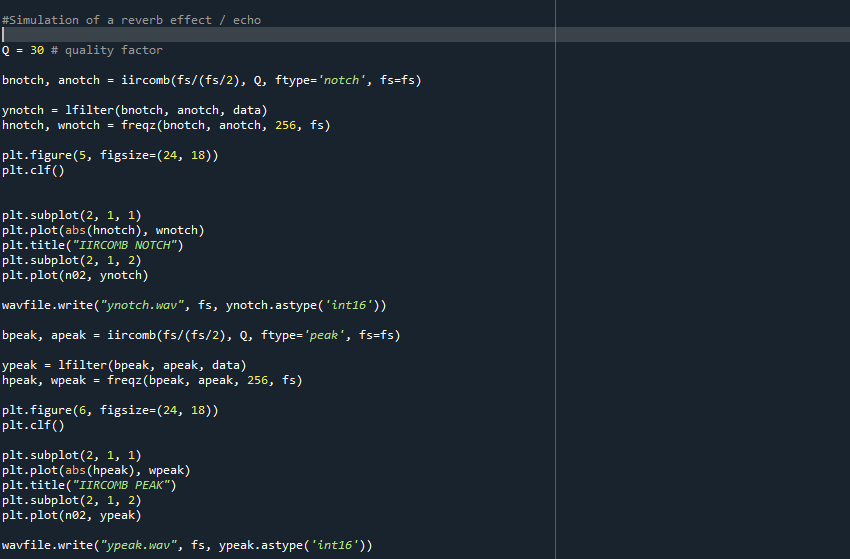 #Simulation of a reverb effect / echo
Q = 30 # quality factor
bnotch, anotch = iircomb(fs/(fs/2), Q, ftype='notch', fs=fs)
ynotch = lfilter(bnotch, anotch, data)
hnotch, wnotch = freqz(bnotch, anotch, 256, fs)
plt.figure(5, figsize=(24, 18))
plt.clf()
plt.subplot(2, 1, 1)
plt.plot(abs(hnotch), wnotch)
plt.title("IIRCOMB NOTCH")
plt.subplot(2, 1, 2)
plt.plot(n02, ynotch)
wavfile.write("ynotch.wav", fs, ynotch.astype('int16'))
bpeak, apeak = iircomb(fs/(fs/2), Q, ftype='peak', fs=fs)
ypeak = lfilter(bpeak, apeak, data)
hpeak, wpeak = freqz(bpeak, apeak, 256, fs)
plt.figure(6, figsize=(24, 18))
plt.clf()
plt.subplot(2, 1, 1)
plt.plot(abs(hpeak), wpeak)
plt.title("IIRCOMB PEAK")
plt.subplot(2, 1, 2)
plt.plot(n02, ypeak)
wavfile.write("ypeak.wav", fs, ypeak.astype('int16'))